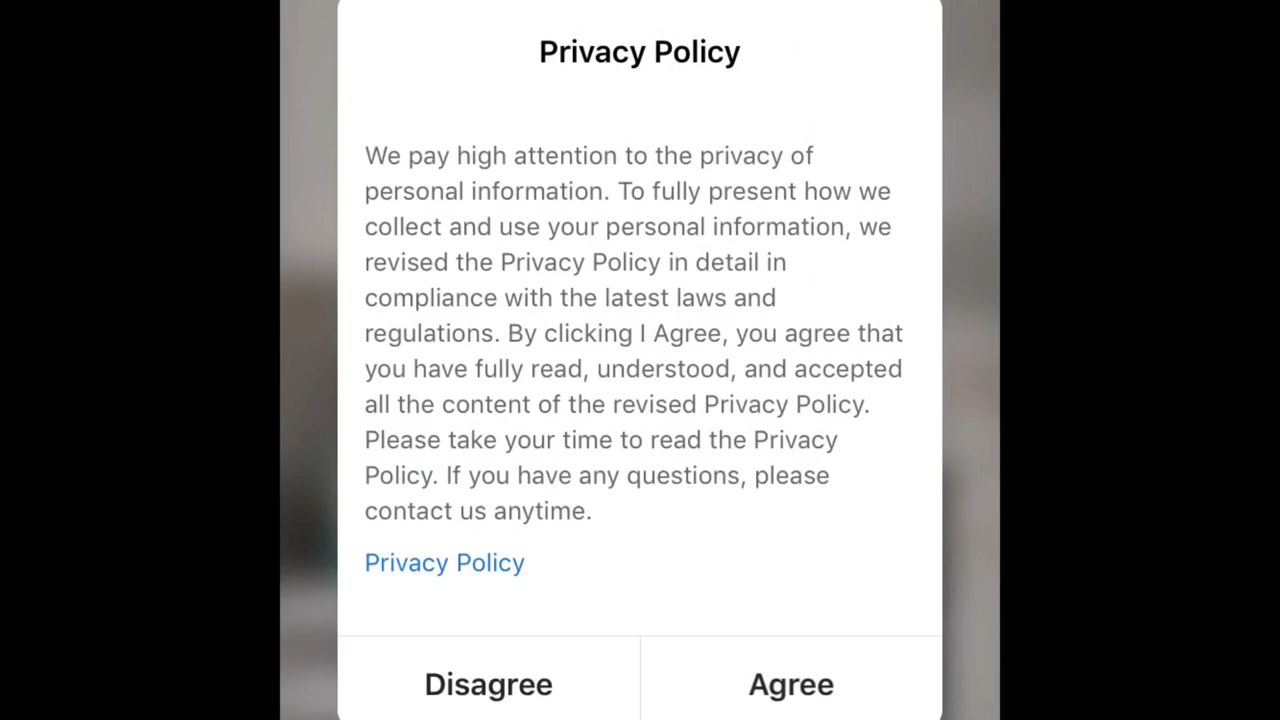 Privacy Policy
We pay high attention to the privacy of
personal information. To fully present how we
collect and use your personal information, we
revised the Privacy Policy in detail in
compliance with the latest laws and
regulations. By clicking I Agree, you agree that
you have fully read, understood, and accepted
all the content of the revised Privacy Policy.
Please take your time to read the Privacy
Policy. If you have any questions, please
contact us anytime.
Privacy Policy
Disagree
Agree